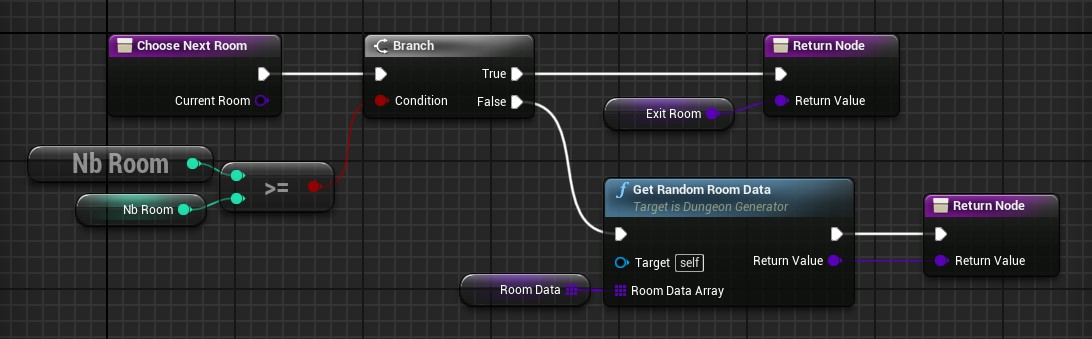 Choose Next Room
Current Room
Branch
True
Condition
False
Return Node
Exit Room
Return Value
Nb Room
>=
Nb Room
Get Random Room Data
Target is Dungeon Generator
Target self
Return Value
Room Data
Room Data Array
Return Node
Return Value